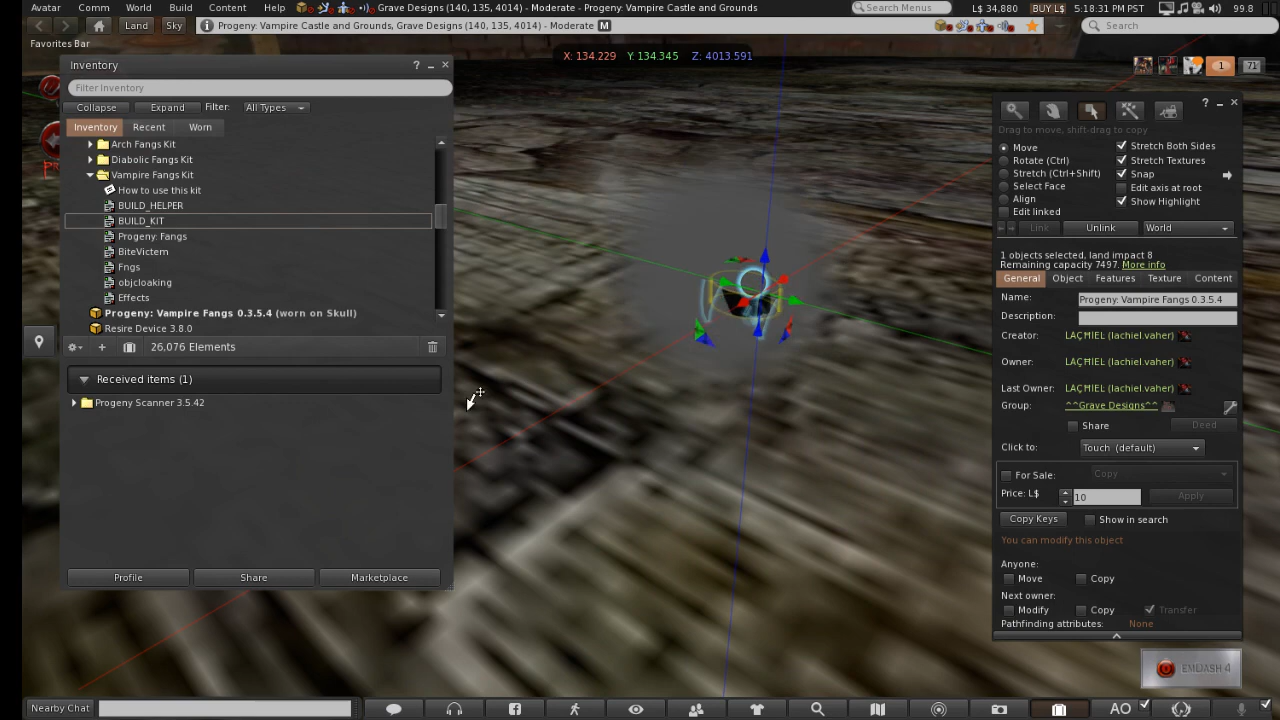 Avatar Comm World Build Content Help Grave Designs (140, 135, 4014) - Moderate - Progeny: Vampire Castle and Grounds Search Menus L$ 34,880 BUY L$ 5:18:31 PM 99.8
Land Sky Progeny: Vampire Castle and Grounds, Grave Designs (140, 135, 4014) - Moderate M Search
Favorites Bar
X: 134.229 Y: 134.345 Z: 4013.591
1 71
Inventory ? _ ×
Filter Inventory
Collapse Expand Filter: All Types
Inventory Recent Worn
Arch Fangs Kit
Diabolic Fangs Kit
Vampire Fangs Kit
How to use this kit
BUILD_HELPER
BUILD_KIT
Progeny: Fangs
BiteVictem
Fngs
objcloaking
Effects
Progeny: Vampire Fangs 0.3.5.4 (worn on Skull)
Resire Device 3.8.0
26,076 Elements
Received items (1)
Progeny Scanner 3.5.42
Profile Share Marketplace
Drag to move, shift-drag to copy
Move
Rotate (Ctrl)
Stretch (Ctrl+Shift)
Select Face
Align
Edit linked
Stretch Both Sides
Stretch Textures
Snap
Edit axis at root
Show Highlight
Link Unlink World
1 objects selected, land impact 8
Remaining capacity 7497. More info
General Object Features Texture Content
Name: Progeny: Vampire Fangs 0.3.5.4
Description:
Creator: LAÇHIEL (lachiel.vaher)
Owner: LAÇHIEL (lachiel.vaher)
Last Owner: LAÇHIEL (lachiel.vaher)
Group: ^^Grave Designs^^
Share Deed
Click to: Touch (default)
For Sale: Copy
Price: L$ 10 Apply
Copy Keys Show in search
You can modify this object
Anyone:
Move Copy
Next owner:
Modify Copy Transfer
Pathfinding attributes: None
EMDASH 4
Nearby Chat AO